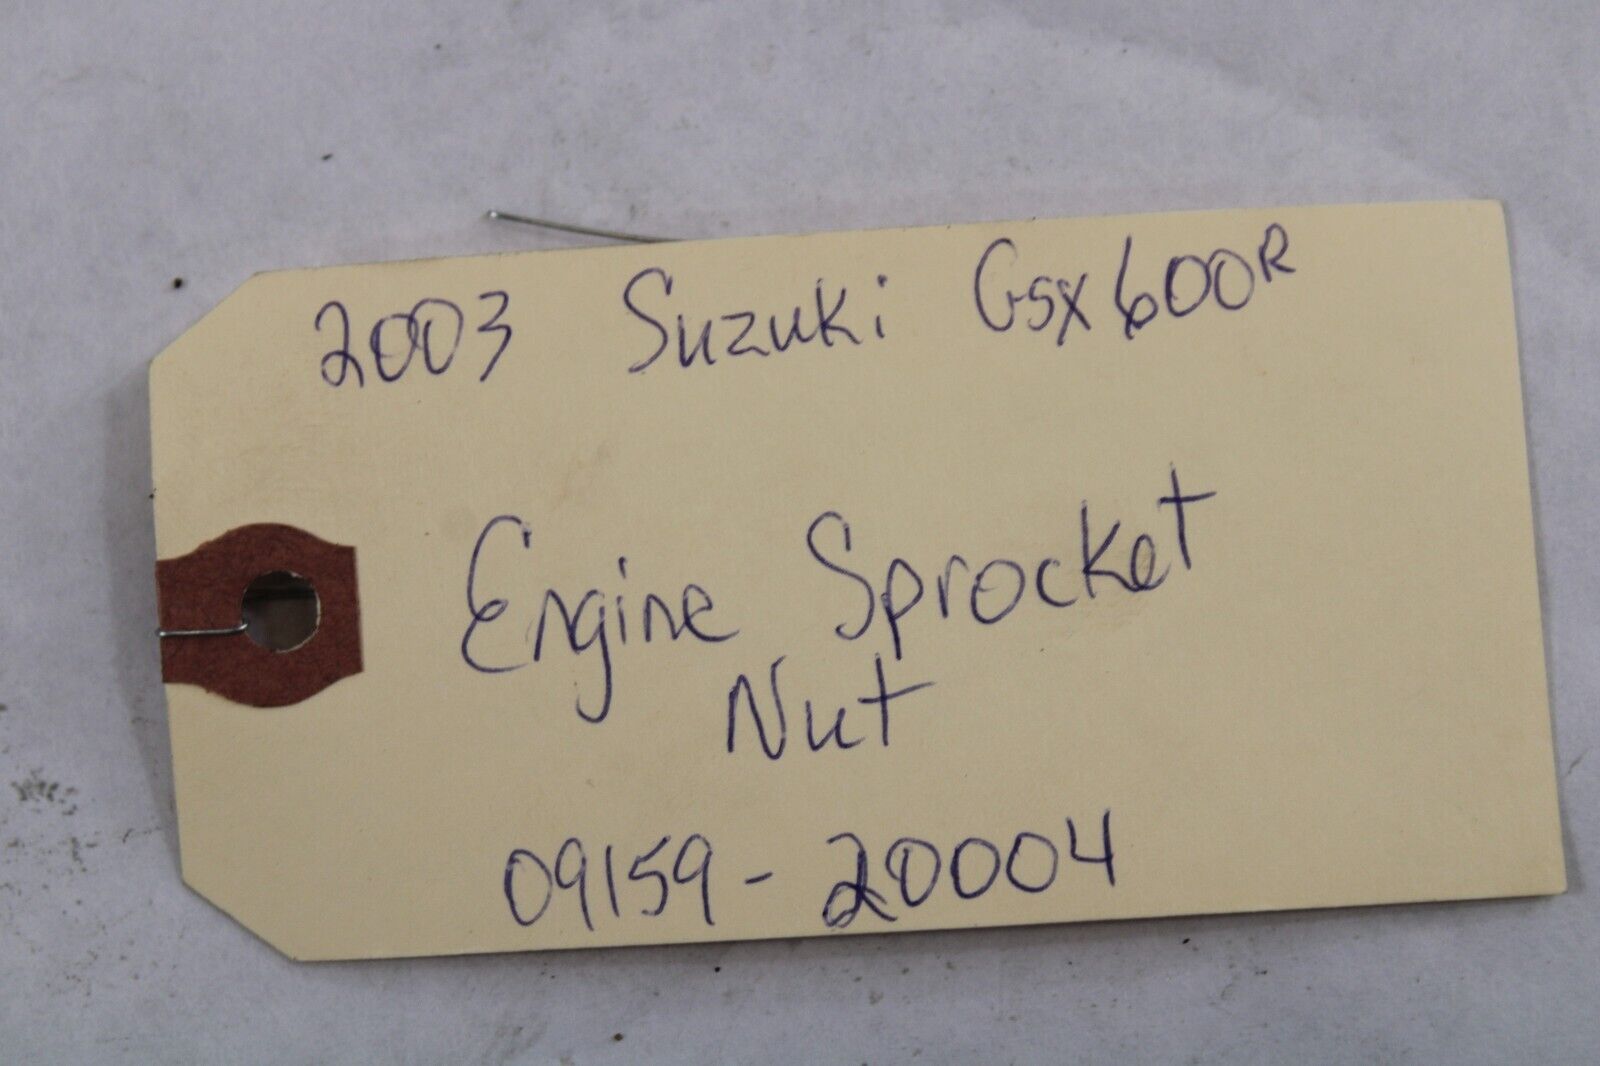 2003 Suzuki GSX600R
Engine Sprocket
Nut
09159-20004